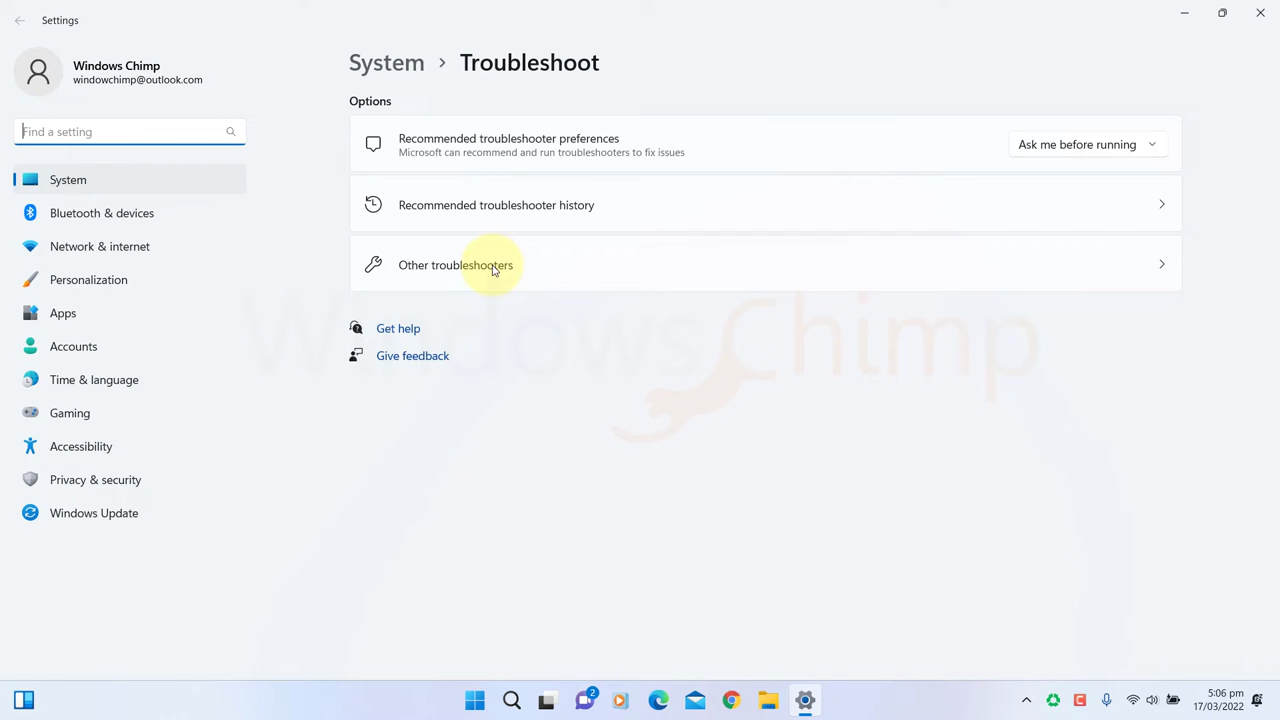 Settings
Windows Chimp
windowchimp@outlook.com
Find a setting
System
Bluetooth & devices
Network & internet
Personalization
Apps
Accounts
Time & language
Gaming
Accessibility
Privacy & security
Windows Update
System > Troubleshoot
Options
Recommended troubleshooter preferences
Microsoft can recommend and run troubleshooters to fix issues
Ask me before running
Recommended troubleshooter history
Other troubleshooters
Get help
Give feedback
WindowsChimp
2
5:06 pm
17/03/2022